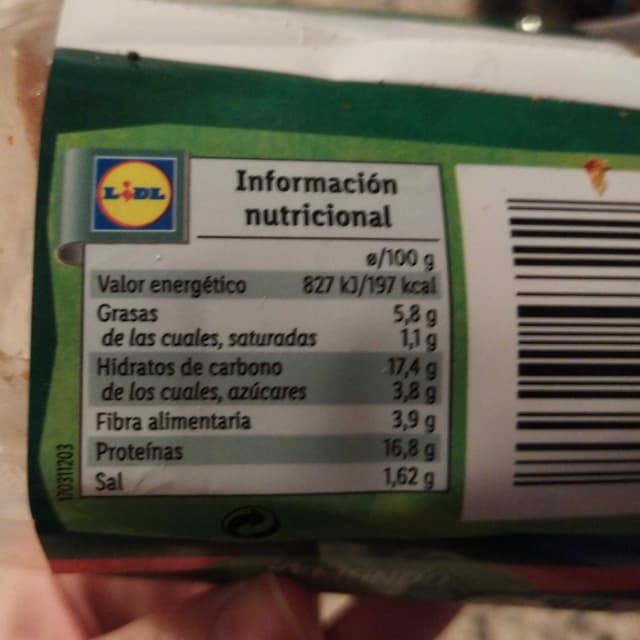 LiDL
Información
nutricional
ø/100 g
Valor energético 827 kJ/197 kcal
Grasas 5,8 g
de las cuales, saturadas 1,1 g
Hidratos de carbono 17,4 g
de los cuales, azúcares 3,8 g
Fibra alimentaria 3,9 g
Proteínas 16,8 g
Sal 1,62 g